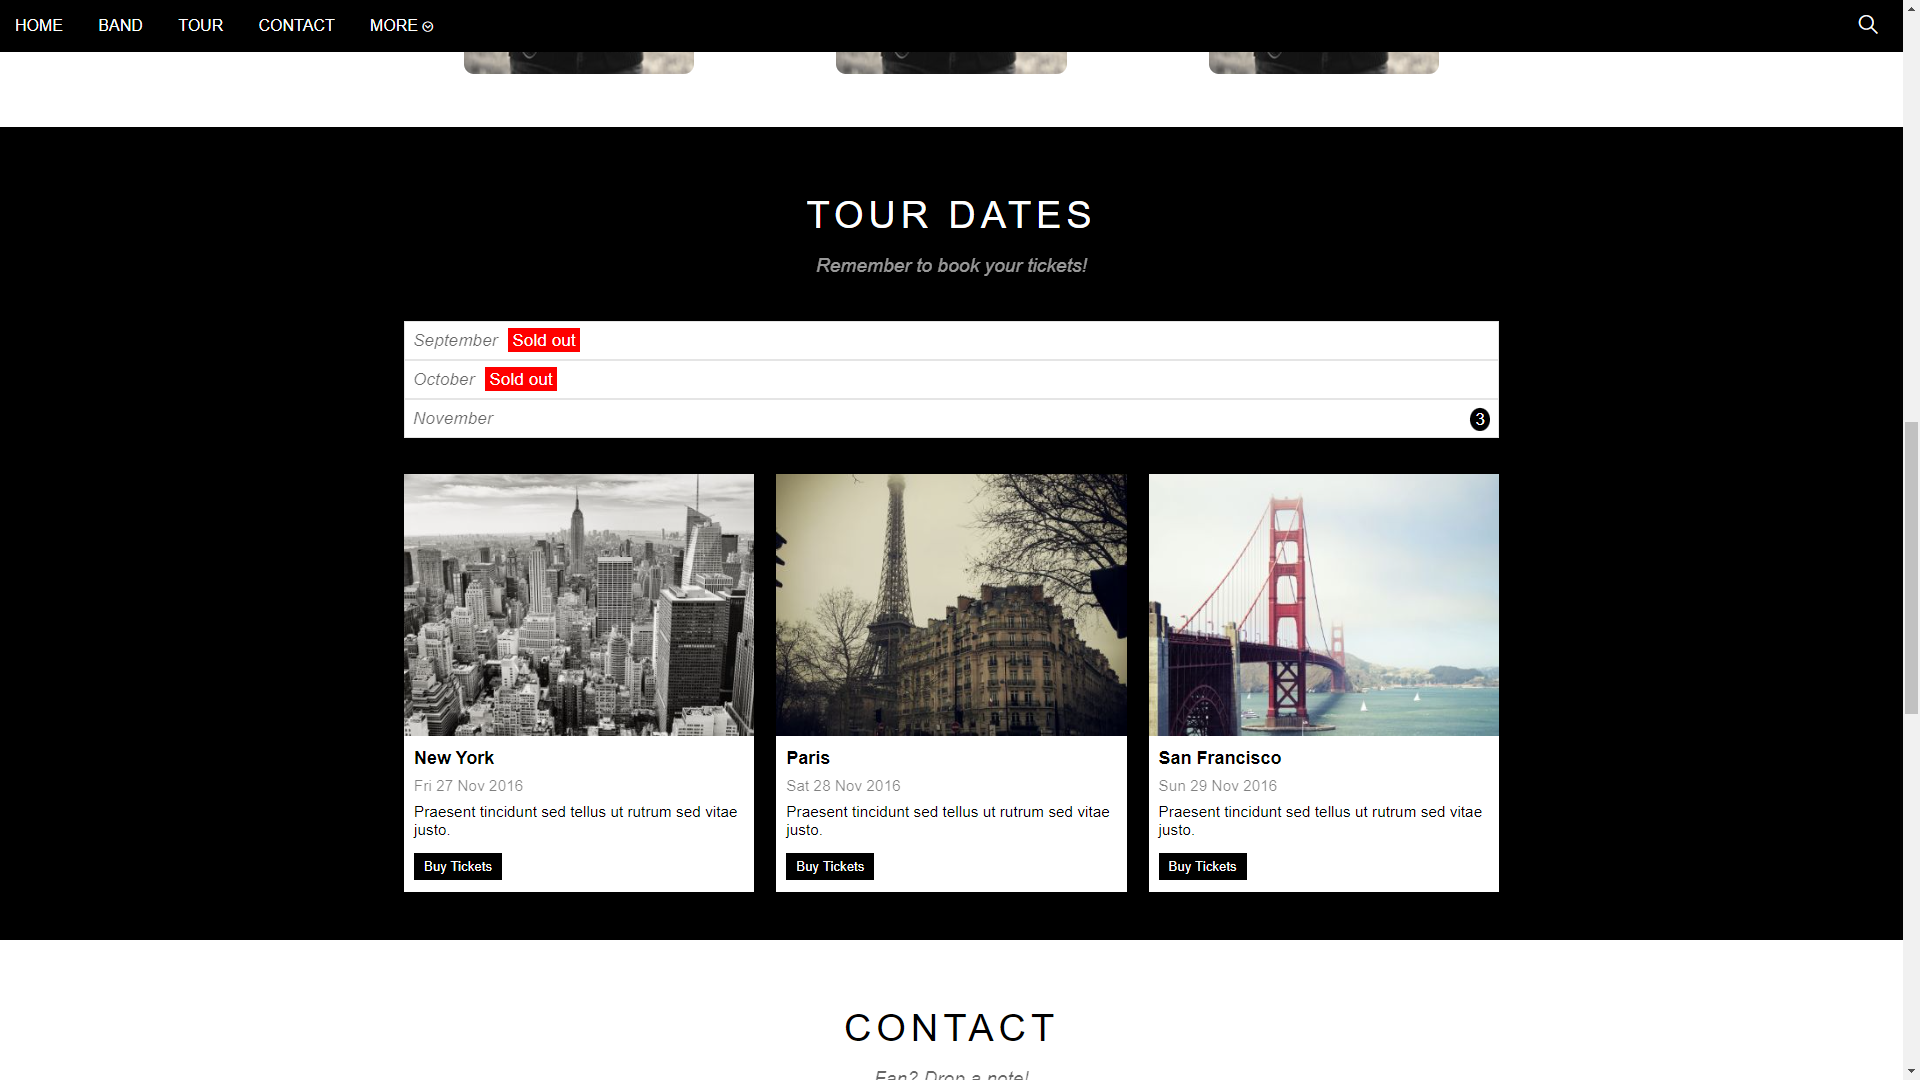 HOME BAND TOUR CONTACT MORE
TOUR DATES
Remember to book your tickets!
September Sold out
October Sold out
November 3
New York
Fri 27 Nov 2016
Praesent tincidunt sed tellus ut rutrum sed vitae
justo.
Buy Tickets
Paris
Sat 28 Nov 2016
Praesent tincidunt sed tellus ut rutrum sed vitae
justo.
Buy Tickets
San Francisco
Sun 29 Nov 2016
Praesent tincidunt sed tellus ut rutrum sed vitae
justo.
Buy Tickets
CONTACT
Fan? Drop a note!